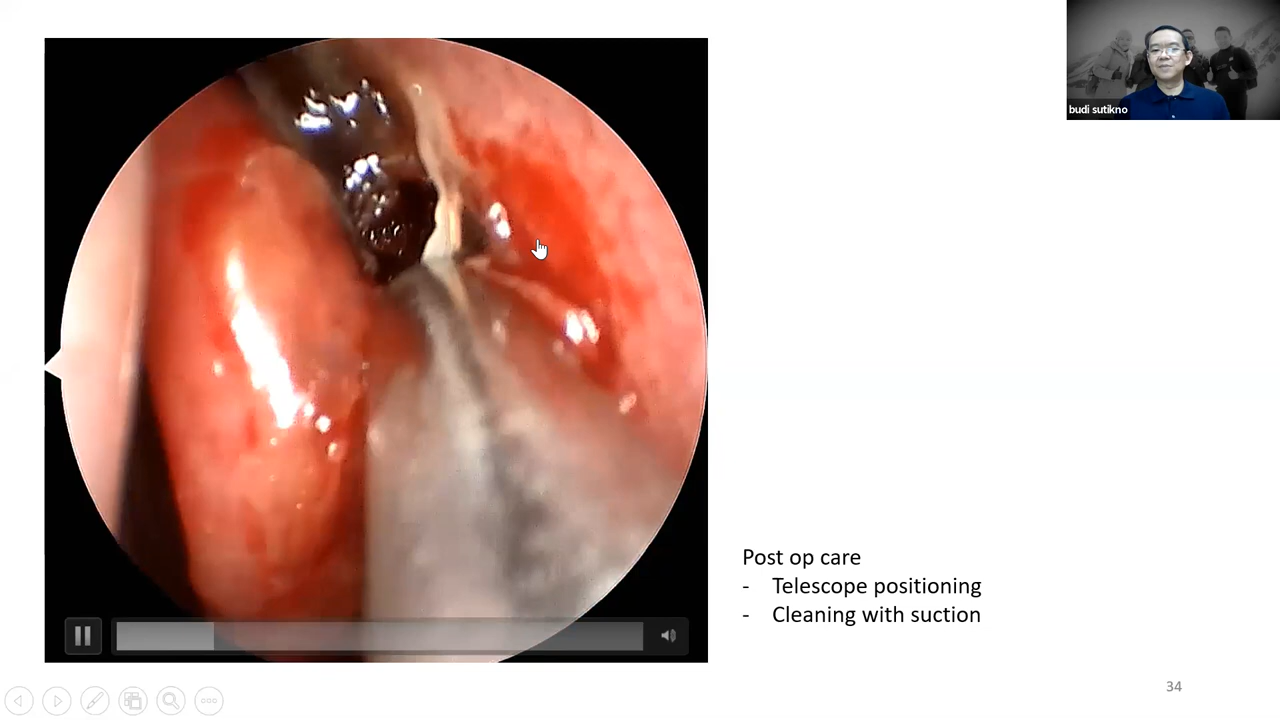 budi sutikno
Post op care
- Telescope positioning
- Cleaning with suction
34